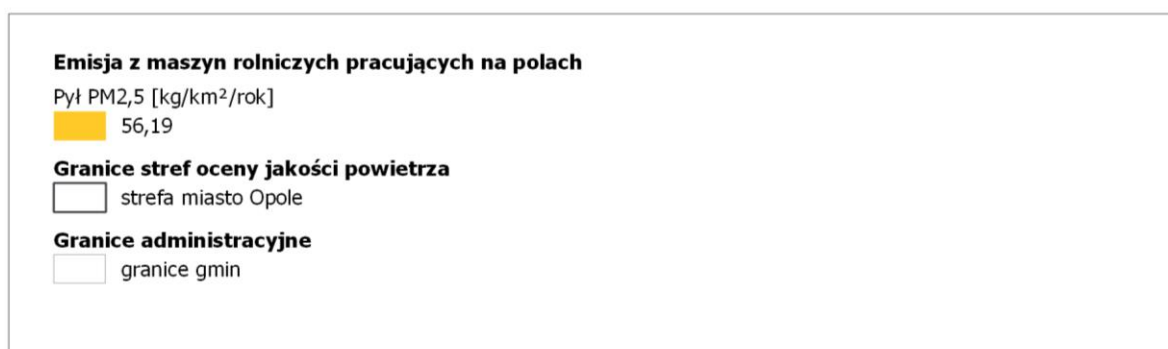 Emisja z maszyn rolniczych pracujących na polach
Pył PM2,5 [kg/km²/rok]
56,19
Granice stref oceny jakości powietrza
strefa miasto Opole
Granice administracyjne
granice gmin